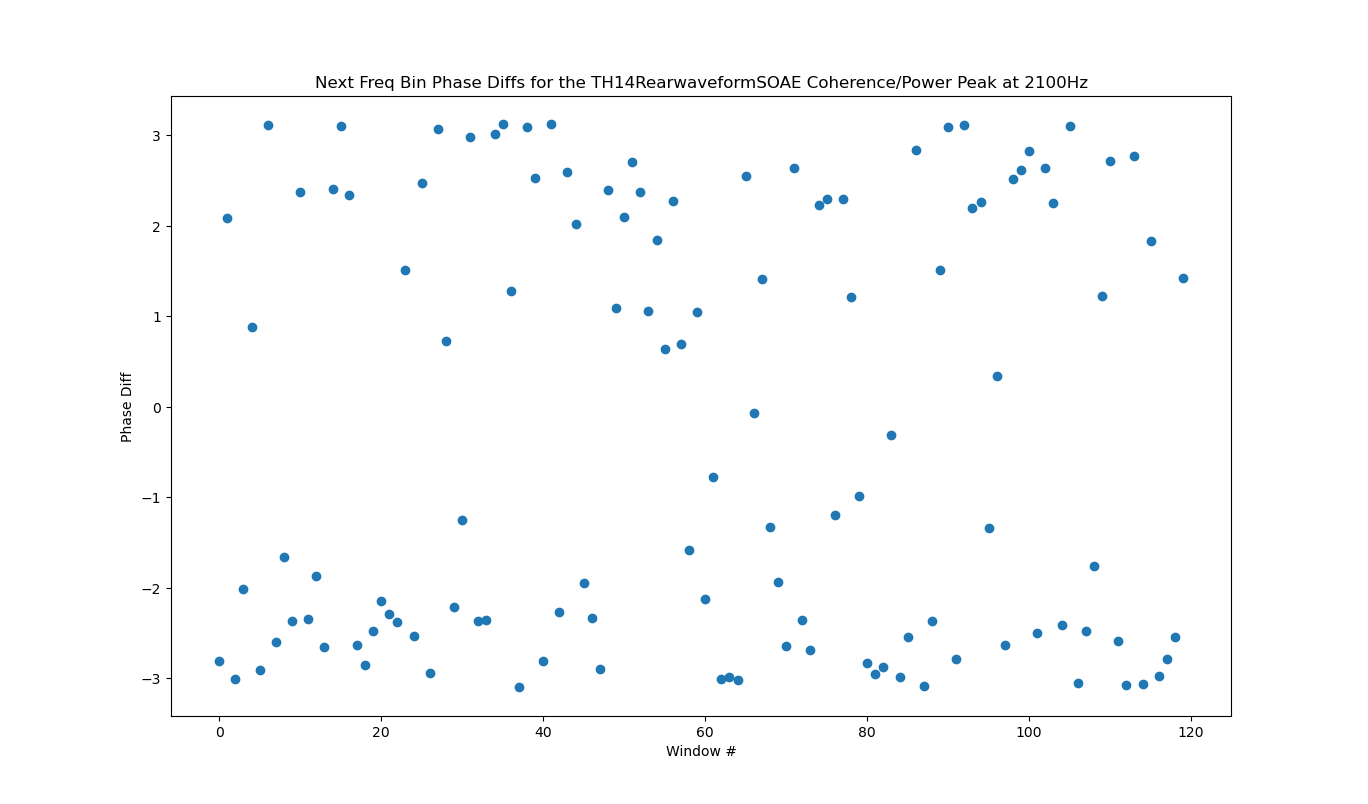 Next Freq Bin Phase Diffs for the TH14RearwaveformSOAE Coherence/Power Peak at 2100Hz
3
2
1
0
−1
−2
−3
Phase Diff
0 20 40 60 80 100 120
Window #